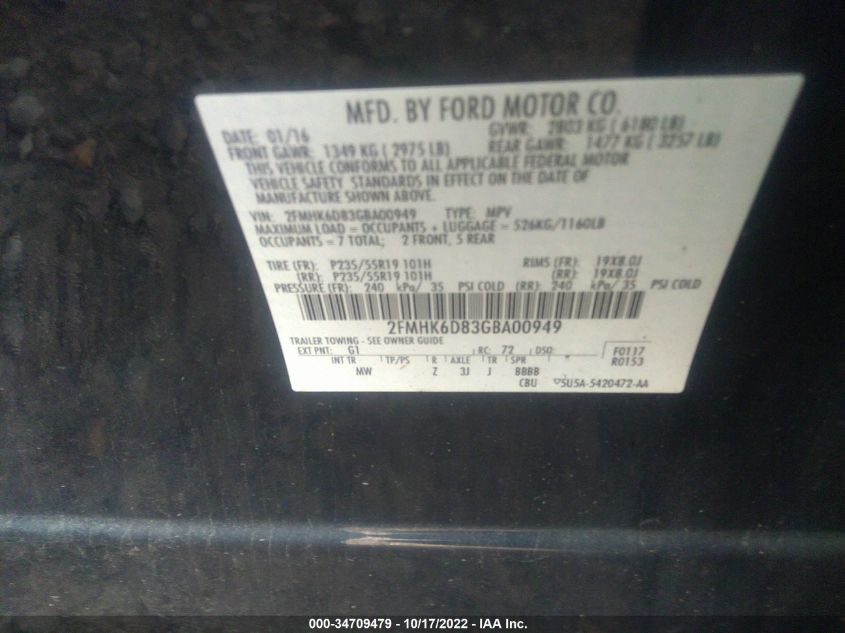 MFD. BY FORD MOTOR CO.
DATE: 01/16 GVWR: 2803 KG ( 6180 LB)
FRONT GAWR: 1349 KG ( 2975 LB) REAR GAWR: 1477 KG ( 3257 LB)
THIS VEHICLE CONFORMS TO ALL APPLICABLE FEDERAL MOTOR
VEHICLE SAFETY STANDARDS IN EFFECT ON THE DATE OF
MANUFACTURE SHOWN ABOVE.
VIN: 2FMHK6D83GBA00949 TYPE: MPV
MAXIMUM LOAD = OCCUPANTS + LUGGAGE = 526KG/1160LB
OCCUPANTS = 7 TOTAL; 2 FRONT, 5 REAR
TIRE (FR): P235/55R19 101H RIMS (FR): 19X8.0J
(RR): P235/55R19 101H (RR): 19X8.0J
PRESSURE (FR): 240 kPa/ 35 PSI COLD (RR): 240 kPa/ 35 PSI COLD
2FMHK6D83GBA00949
TRAILER TOWING - SEE OWNER GUIDE
EXT PNT: G1 RC: 72 DSO: F0117
INT TR TP/PS R AXLE TR SPR R0153
MW Z 3J J BBBB
CBU 5U5A-5420472-AA
000-34709479 - 10/17/2022 - IAA Inc.